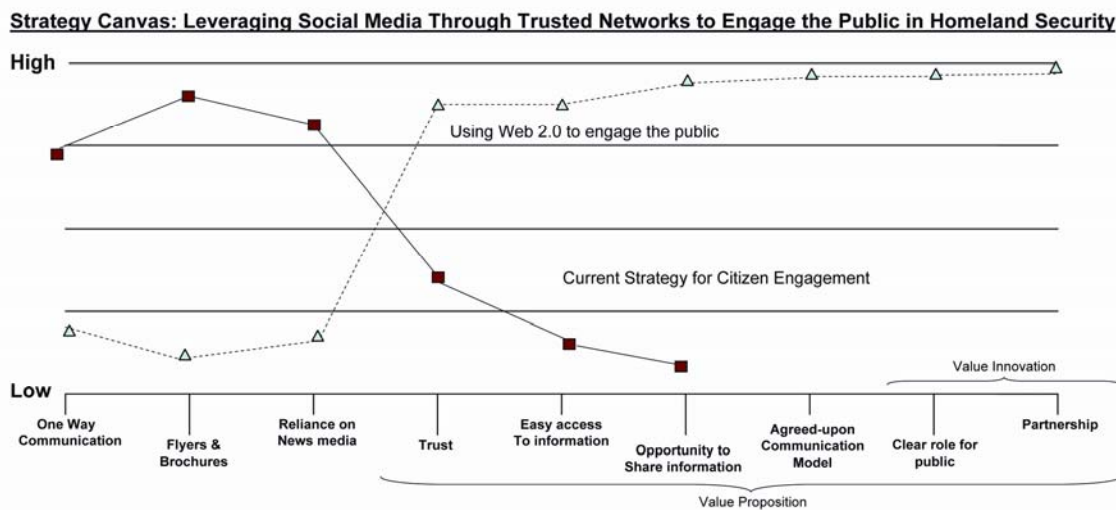 Strategy Canvas: Leveraging Social Media Through Trusted Networks to Engage the Public in Homeland Security
High
Using Web 2.0 to engage the public
Current Strategy for Citizen Engagement
Value Innovation
Low
One Way
Communication
Flyers &
Brochures
Reliance on
News media
Trust
Easy access
To information
Opportunity to
Share information
Agreed-upon
Communication
Model
Clear role for
public
Partnership
Value Proposition